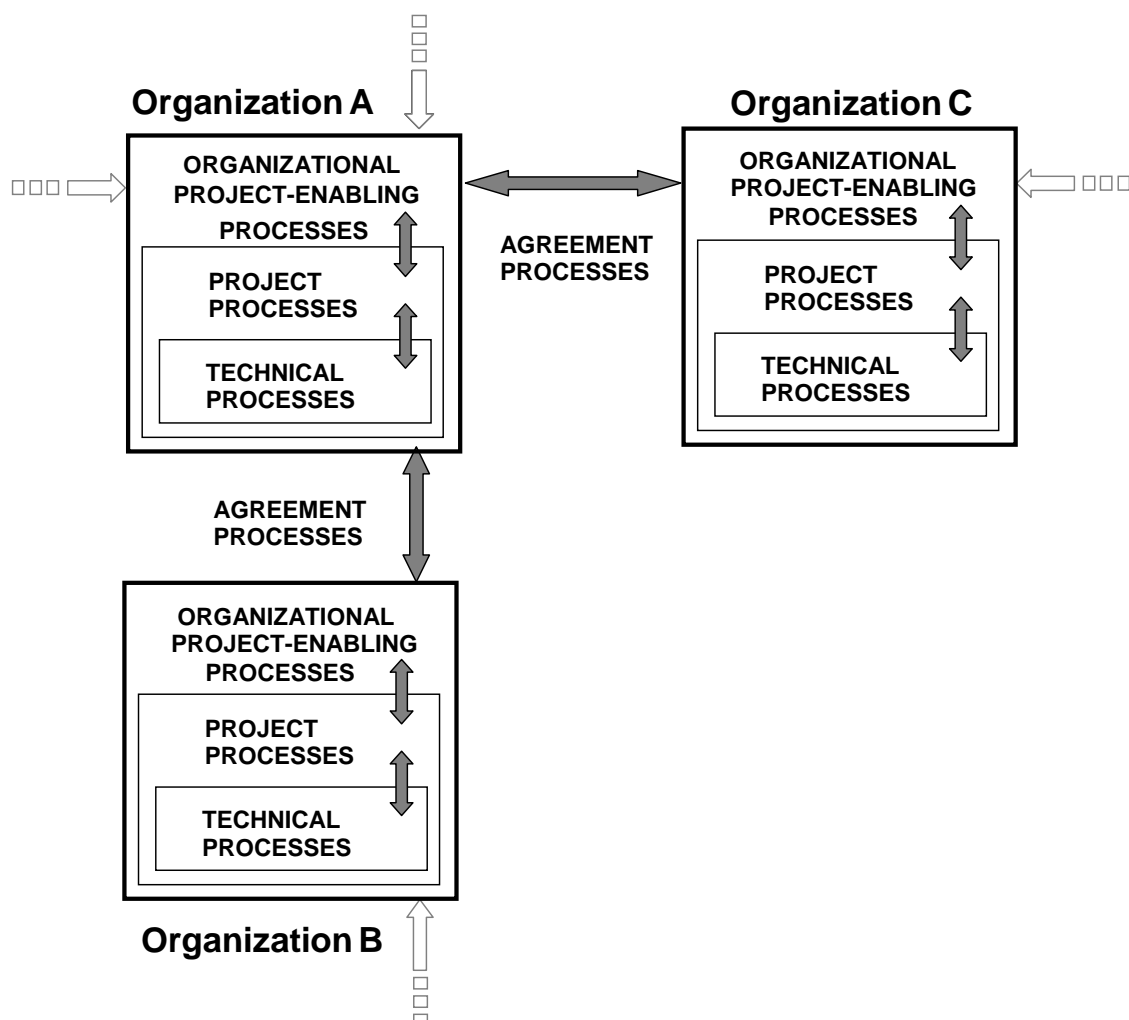 Organization A
ORGANIZATIONAL
PROJECT-ENABLING
PROCESSES
PROJECT
PROCESSES
TECHNICAL
PROCESSES
AGREEMENT
PROCESSES
Organization C
ORGANIZATIONAL
PROJECT-ENABLING
PROCESSES
PROJECT
PROCESSES
TECHNICAL
PROCESSES
AGREEMENT
PROCESSES
ORGANIZATIONAL
PROJECT-ENABLING
PROCESSES
PROJECT
PROCESSES
TECHNICAL
PROCESSES
Organization B